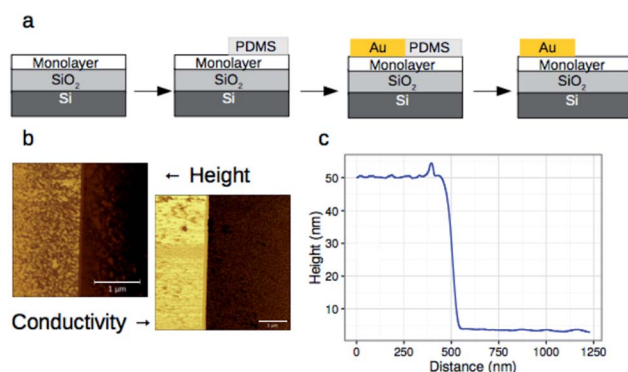 a
PDMS
Au PDMS
Au
Monolayer
Monolayer
Monolayer
Monolayer
SiO2
SiO2
SiO2
SiO2
Si
Si
Si
Si
b
c
← Height
1 μm
Conductivity →
Height (nm)
50
40
30
20
10
0 250 500 750 1000 1250
Distance (nm)